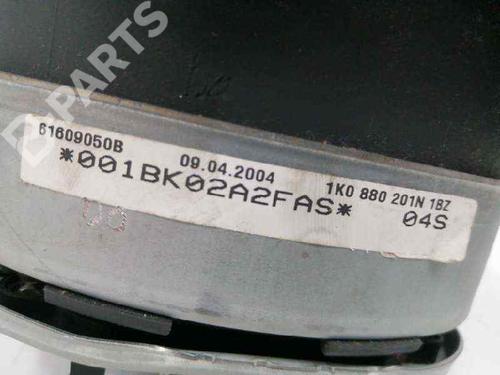 B-PARTS
61609050B
09.04.2004
1K0 880 201N 1BZ
*001BK02A2FAS*
04S